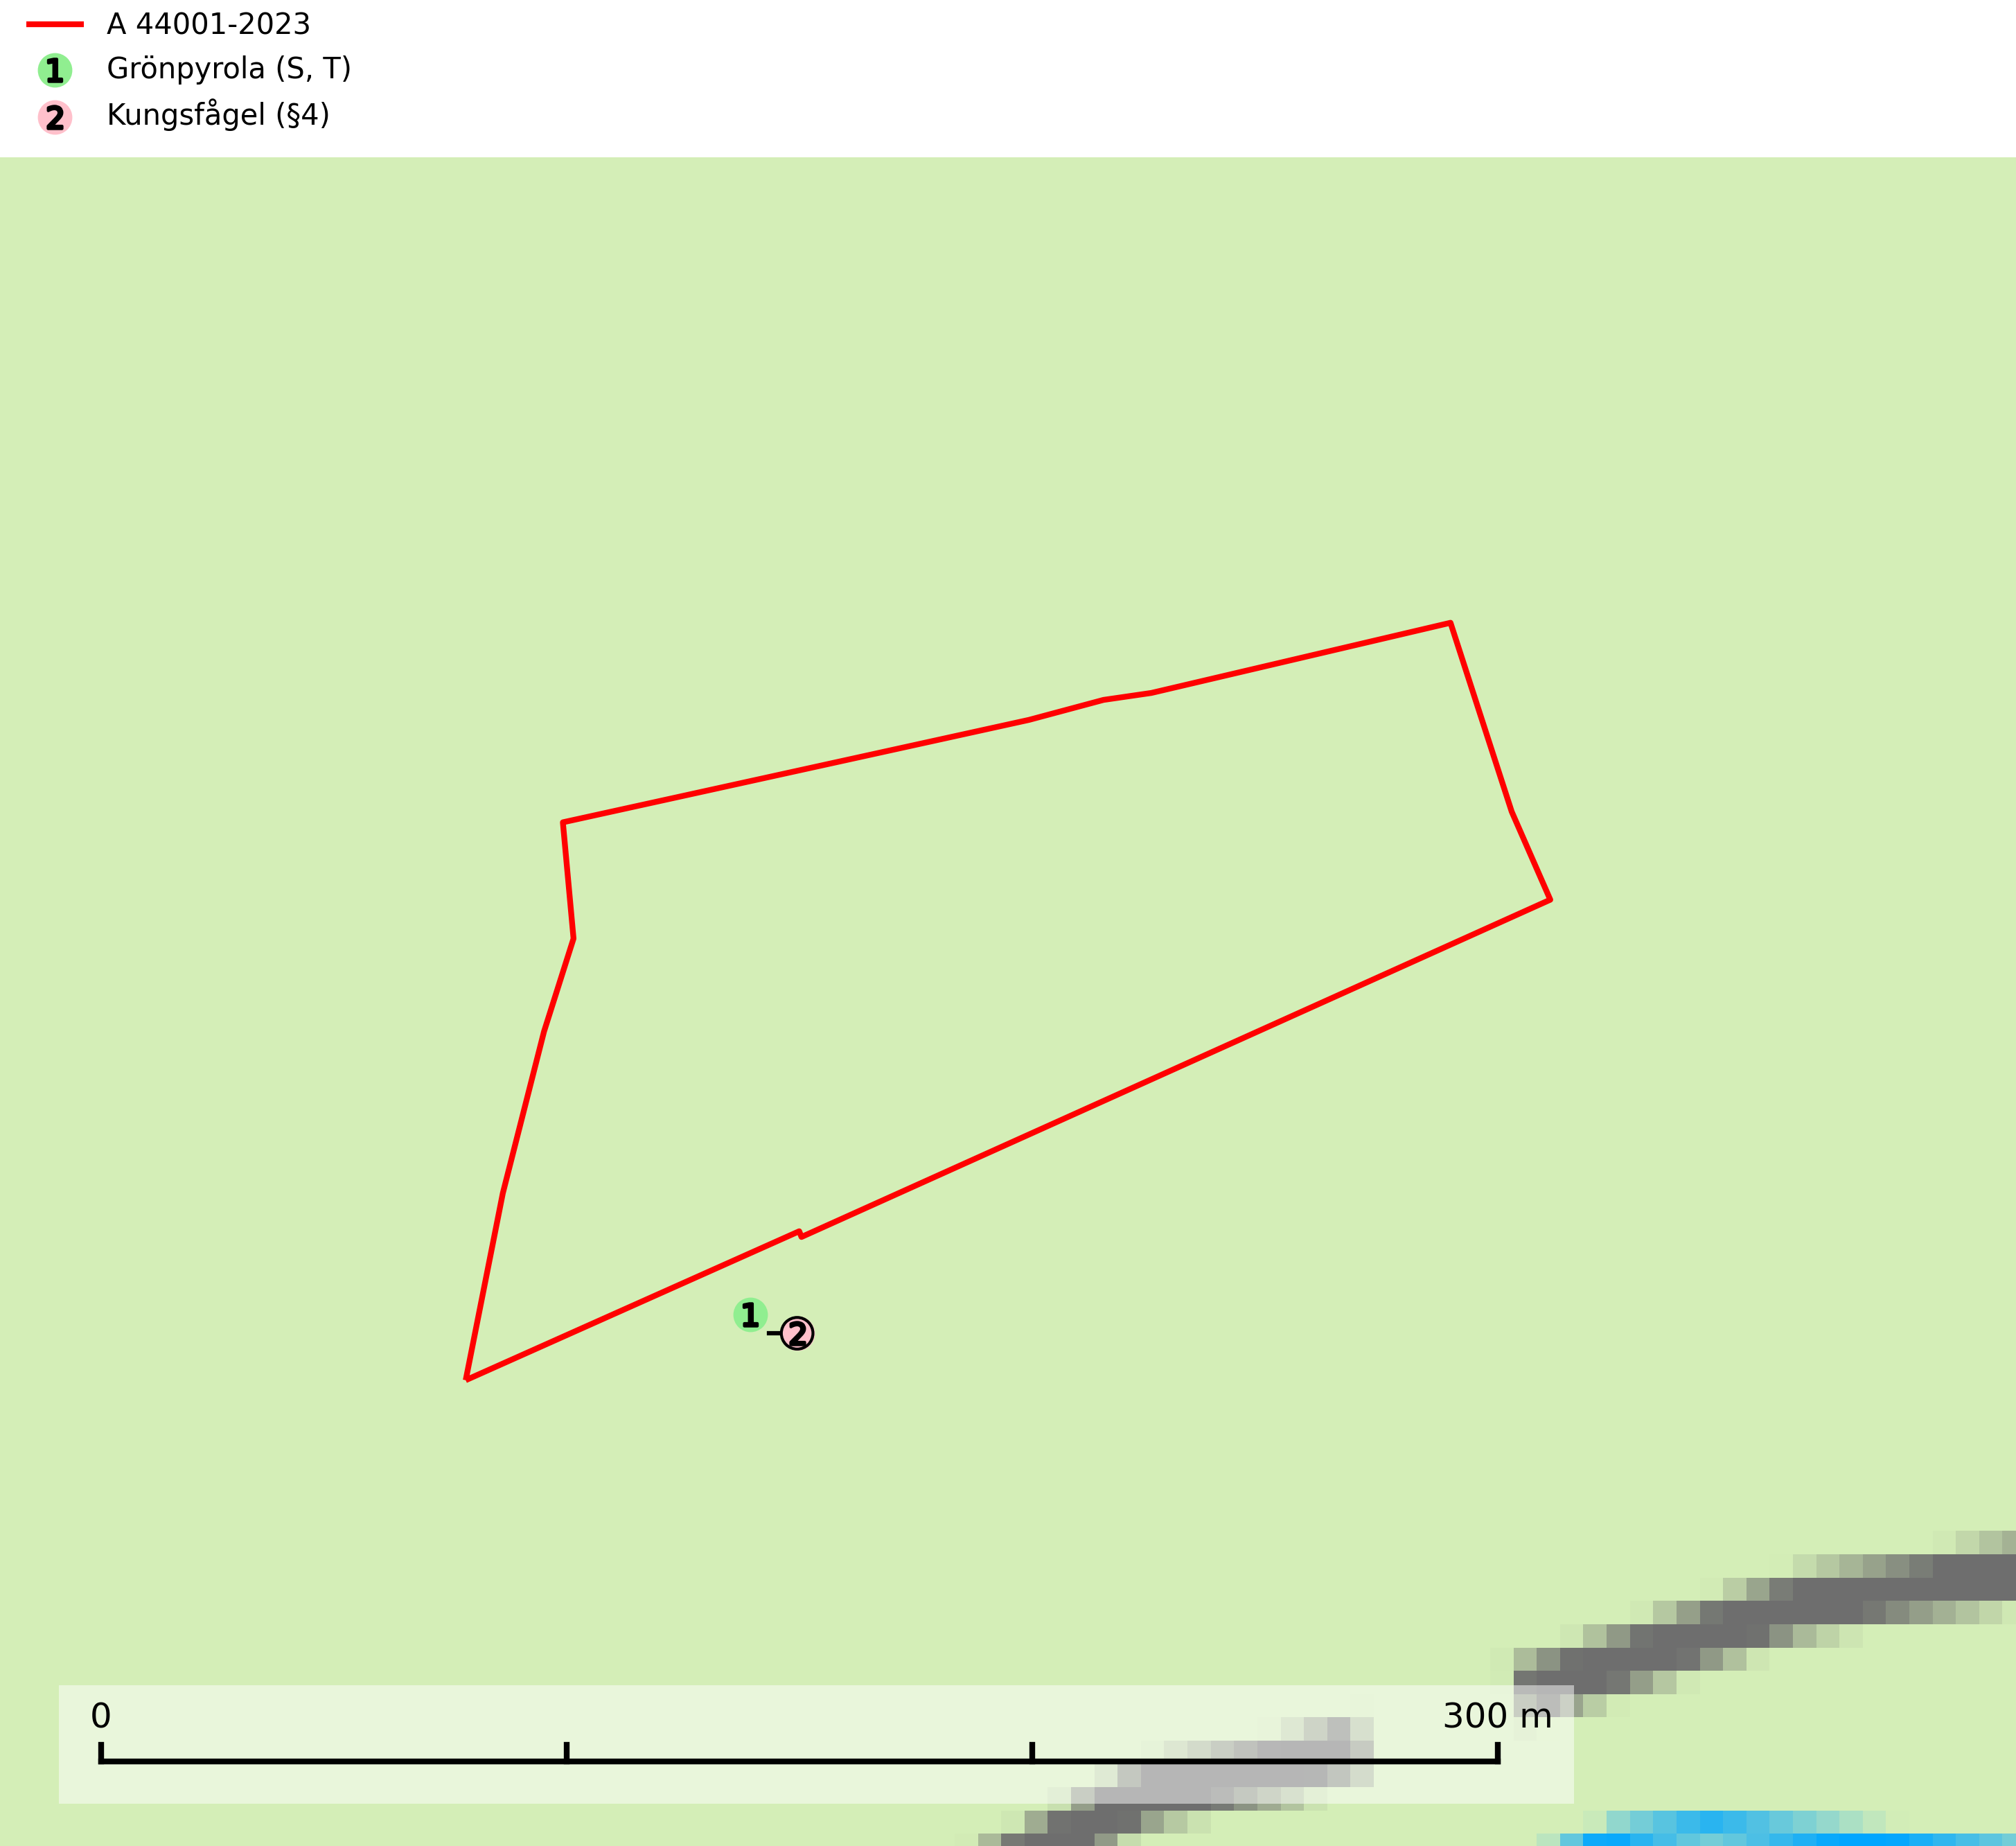 A 44001-2023
1 Grönpyrola (S, T)
2 Kungsfågel (§4)
1
2
0 300 m